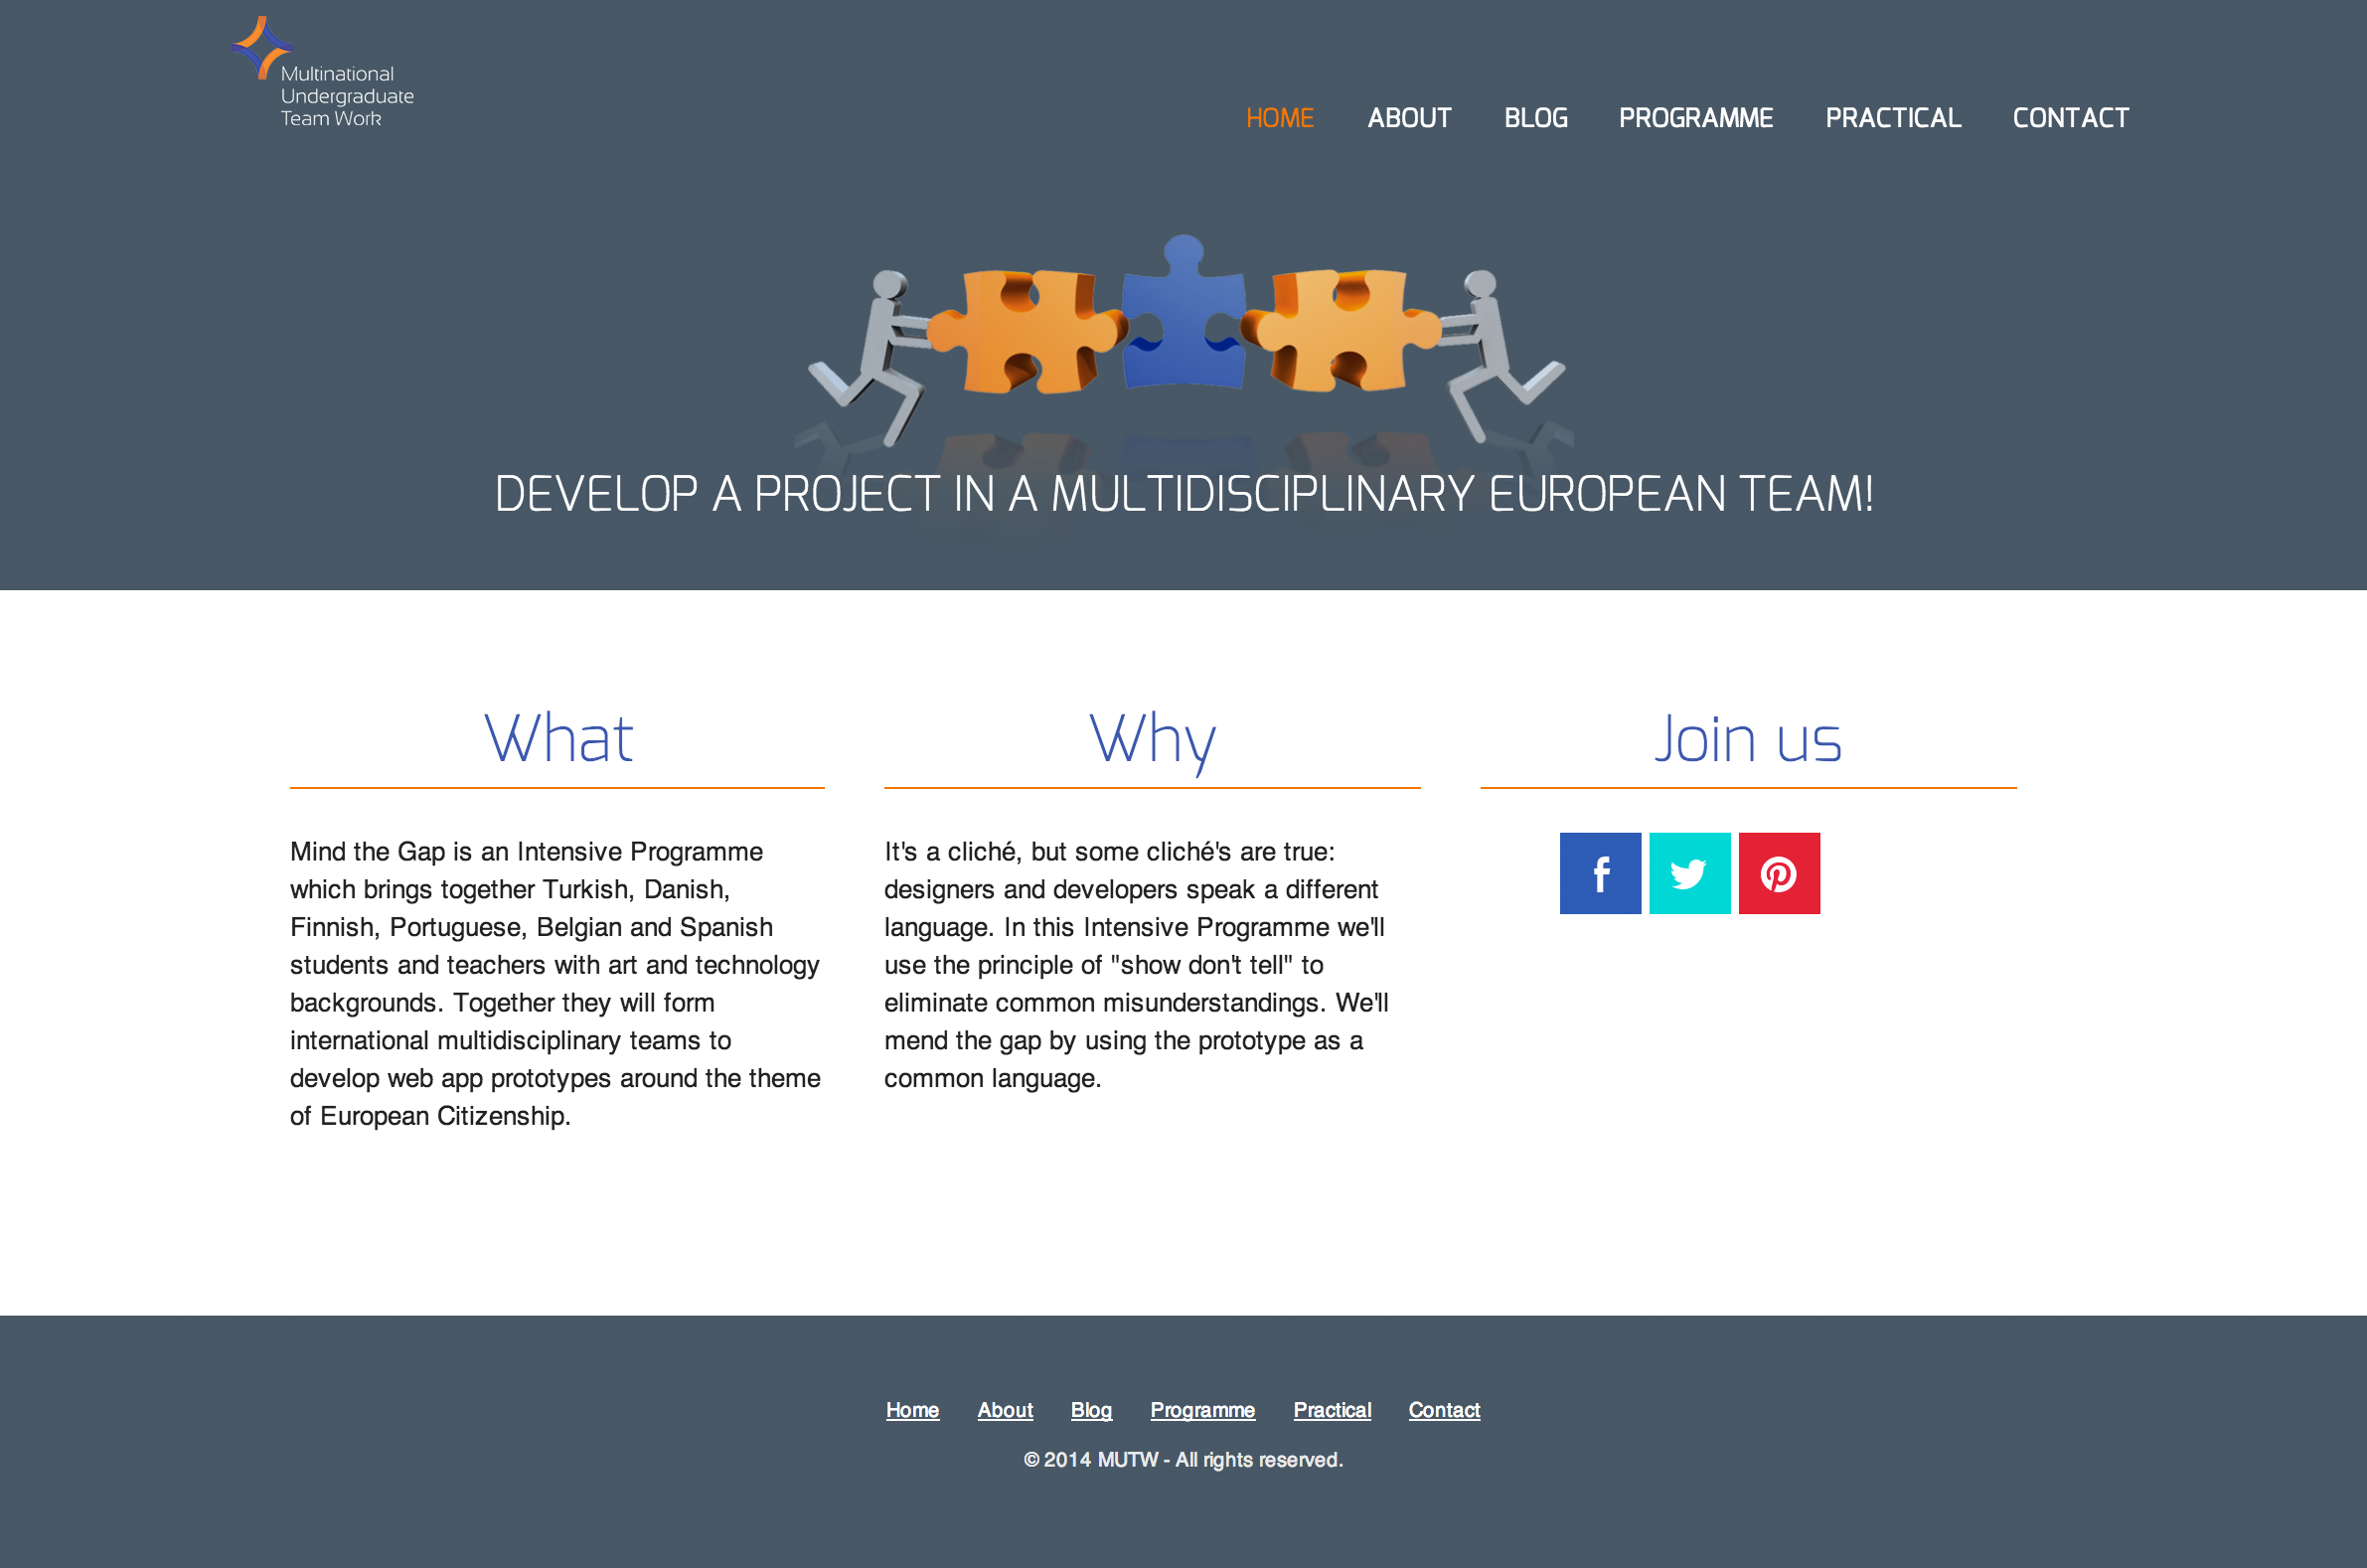 Multinational
Undergraduate
Team Work
HOME ABOUT BLOG PROGRAMME PRACTICAL CONTACT
DEVELOP A PROJECT IN A MULTIDISCIPLINARY EUROPEAN TEAM!
What
Mind the Gap is an Intensive Programme
which brings together Turkish, Danish,
Finnish, Portuguese, Belgian and Spanish
students and teachers with art and technology
backgrounds. Together they will form
international multidisciplinary teams to
develop web app prototypes around the theme
of European Citizenship.
Why
It's a cliché, but some cliché's are true:
designers and developers speak a different
language. In this Intensive Programme we'll
use the principle of "show don't tell" to
eliminate common misunderstandings. We'll
mend the gap by using the prototype as a
common language.
Join us
Home About Blog Programme Practical Contact
© 2014 MUTW - All rights reserved.